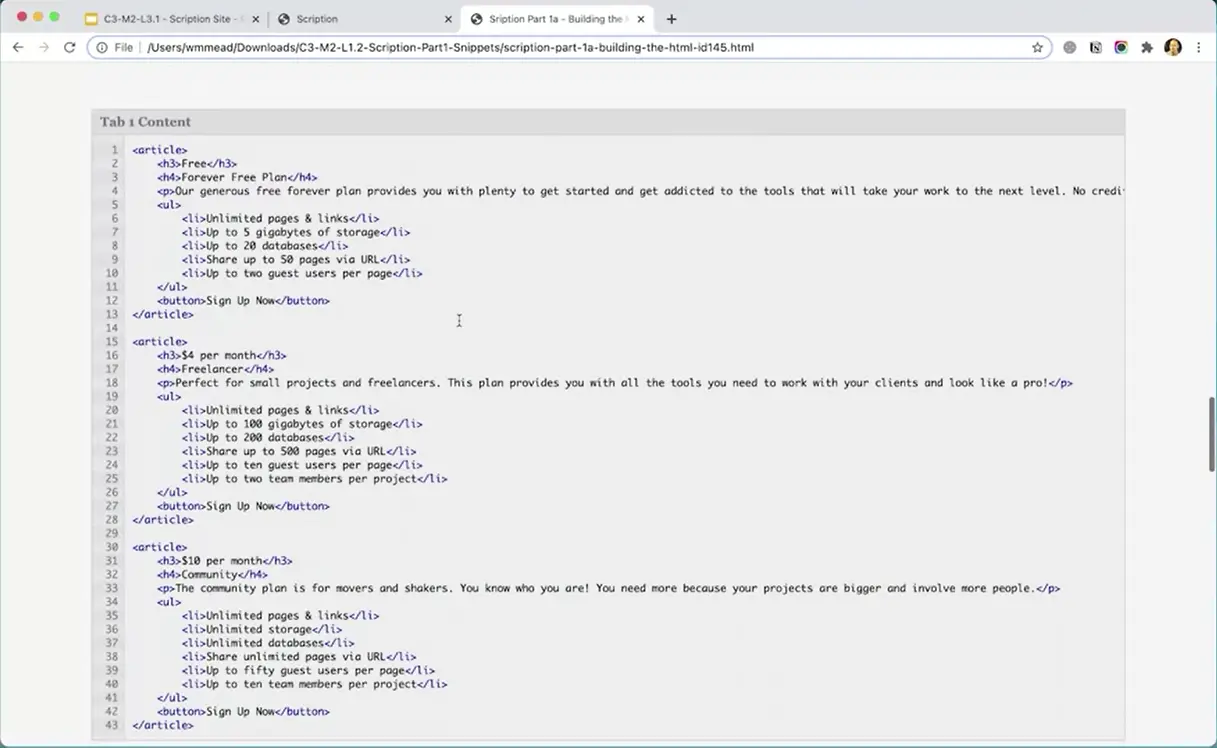 C3-M2-L3.1 - Scription Site -
Scription
Sription Part 1a - Building the
File
/Users/wmmead/Downloads/C3-M2-L1.2-Scription-Part1-Snippets/scription-part-1a-building-the-html-id145.html
Tab 1 Content
1 <article>
2 <h3>Free</h3>
3 <h4>Forever Free Plan</h4>
4 <p>Our generous free forever plan provides you with plenty to get started and get addicted to the tools that will take your work to the next level. No credi
5 <ul>
6 <li>Unlimited pages & links</li>
7 <li>Up to 5 gigabytes of storage</li>
8 <li>Up to 20 databases</li>
9 <li>Share up to 50 pages via URL</li>
10 <li>Up to two guest users per page</li>
11 </ul>
12 <button>Sign Up Now</button>
13 </article>
14
15 <article>
16 <h3>$4 per month</h3>
17 <h4>Freelancer</h4>
18 <p>Perfect for small projects and freelancers. This plan provides you with all the tools you need to work with your clients and look like a pro!</p>
19 <ul>
20 <li>Unlimited pages & links</li>
21 <li>Up to 100 gigabytes of storage</li>
22 <li>Up to 200 databases</li>
23 <li>Share up to 500 pages via URL</li>
24 <li>Up to ten guest users per page</li>
25 <li>Up to two team members per project</li>
26 </ul>
27 <button>Sign Up Now</button>
28 </article>
29
30 <article>
31 <h3>$10 per month</h3>
32 <h4>Community</h4>
33 <p>The community plan is for movers and shakers. You know who you are! You need more because your projects are bigger and involve more people.</p>
34 <ul>
35 <li>Unlimited pages & links</li>
36 <li>Unlimited storage</li>
37 <li>Unlimited databases</li>
38 <li>Share unlimited pages via URL</li>
39 <li>Up to fifty guest users per page</li>
40 <li>Up to ten team members per project</li>
41 </ul>
42 <button>Sign Up Now</button>
43 </article>